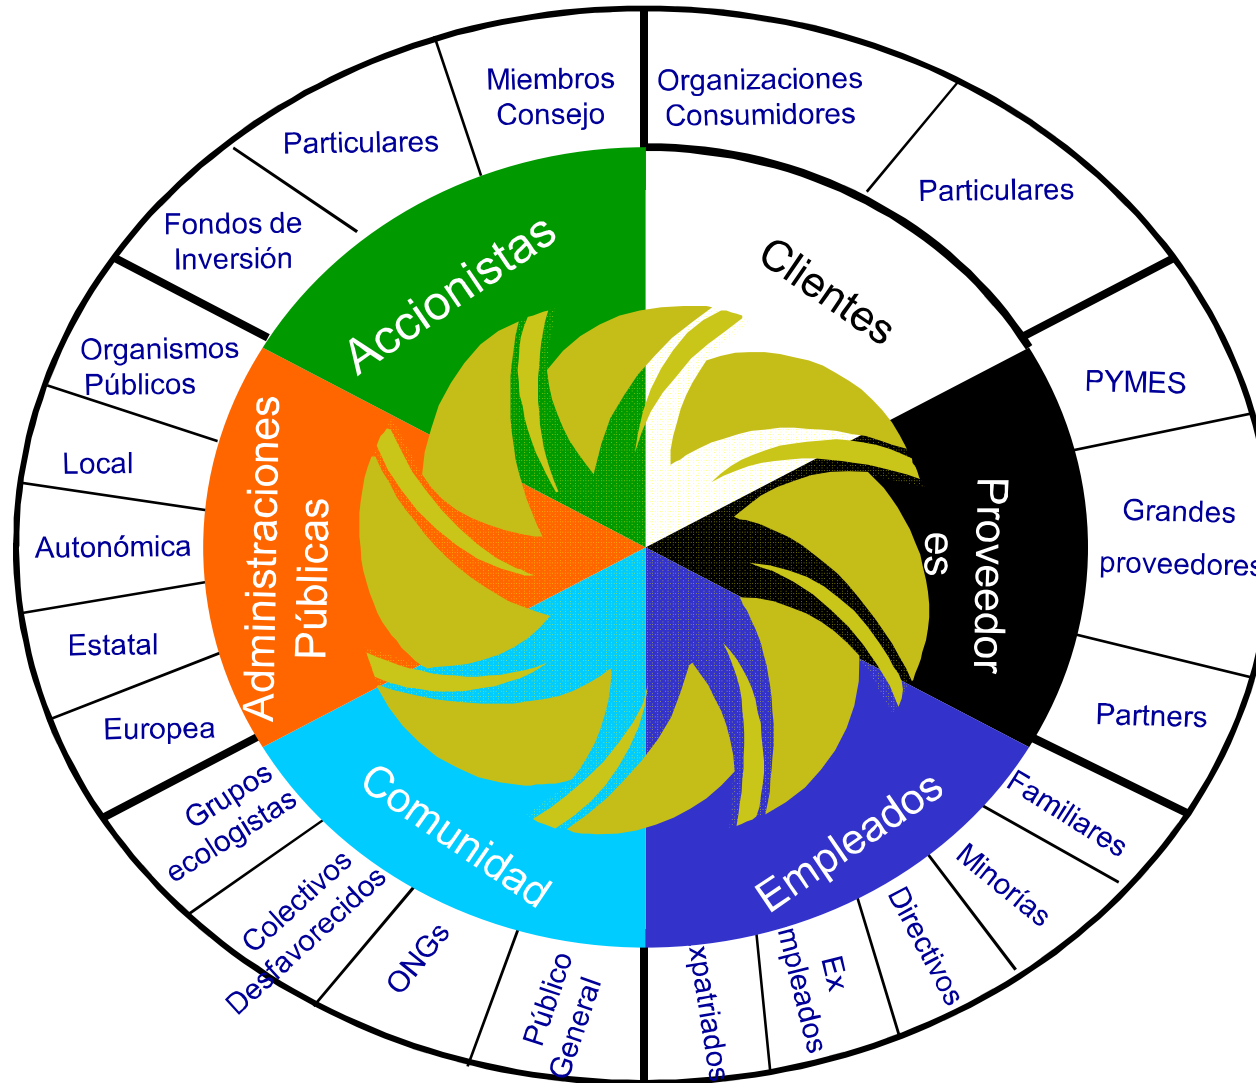 Miembros
Consejo
Organizaciones
Consumidores
Particulares
Particulares
Fondos de
Inversión
Accionistas
Clientes
Organismos
Públicos
PYMES
Local
Administraciones
Públicas
Proveedor
es
Grandes
proveedores
Autonómica
Estatal
Europea
Partners
Grupos
ecologistas
Comunidad
Empleados
Familiares
Minorías
Colectivos
Desfavorecidos
ONGs
Público
General
xpatriados
Ex
mpleados
Directivos